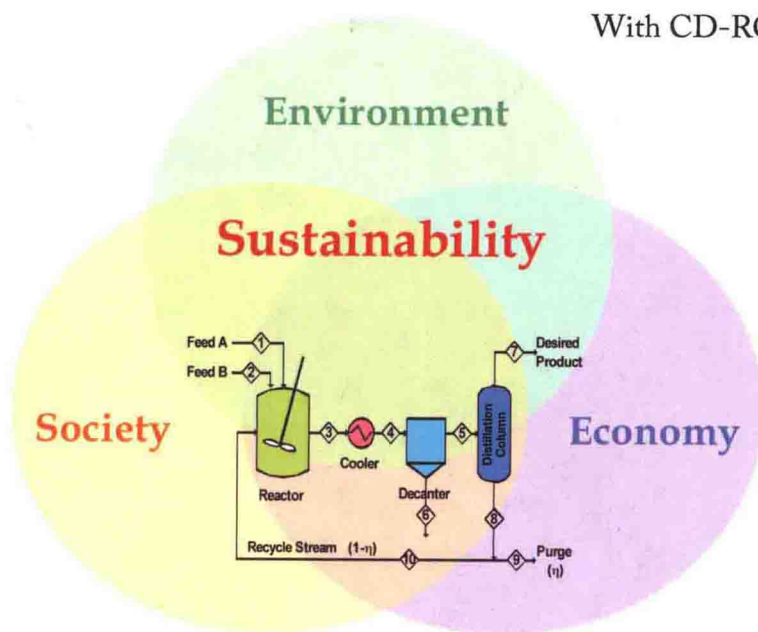 With CD-RO
Environment
Sustainability
Society
Economy
Feed A
1
Feed B
2
7
Desired
Product
3
4
5
Distillation
Column
Cooler
Reactor
Decanter
6
8
Recycle Stream (1-η)
10
9
Purge
(η)